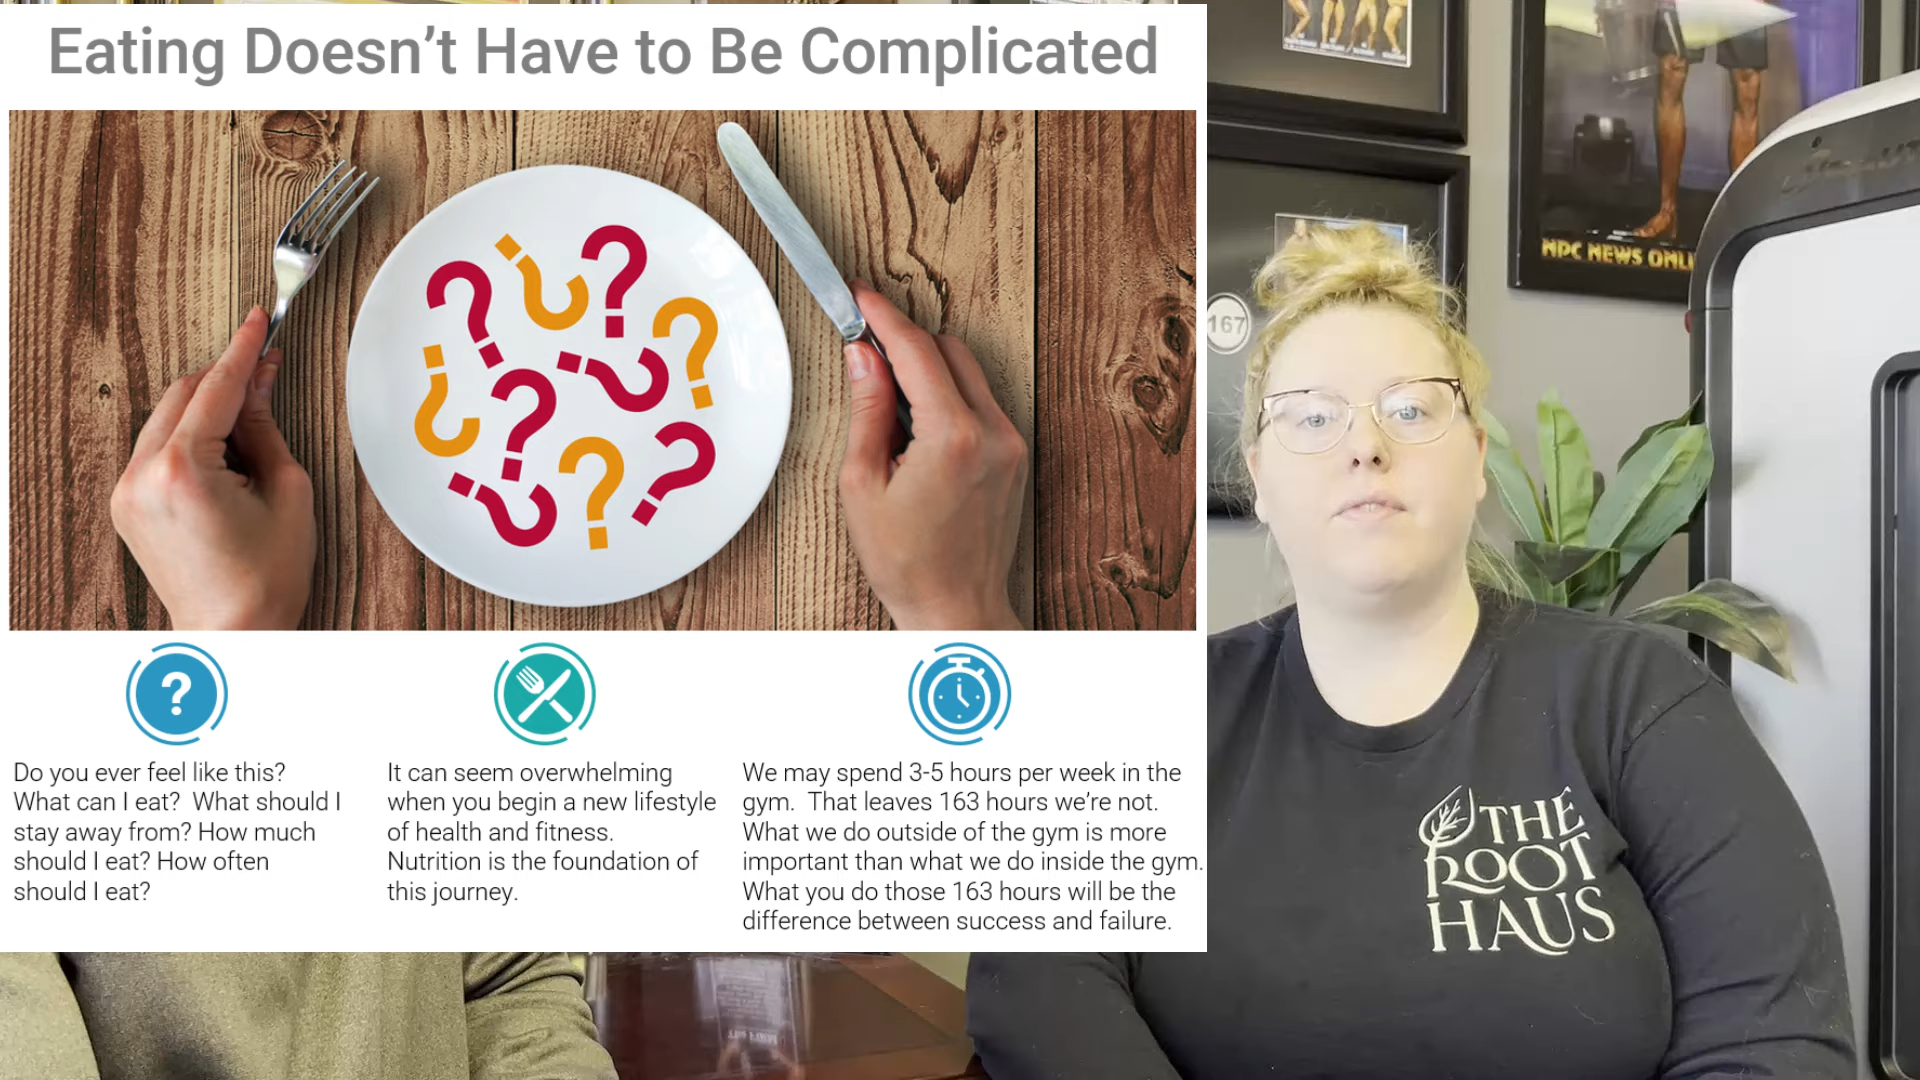 Eating Doesn't Have to Be Complicated
Do you ever feel like this?
What can I eat?  What should I
stay away from? How much
should I eat? How often
should I eat?
It can seem overwhelming
when you begin a new lifestyle
of health and fitness.
Nutrition is the foundation of
this journey.
We may spend 3-5 hours per week in the
gym.  That leaves 163 hours we're not.
What we do outside of the gym is more
important than what we do inside the gym.
What you do those 163 hours will be the
difference between success and failure.
NPC NEWS ONLI
167
THE
ROOT
HAUS